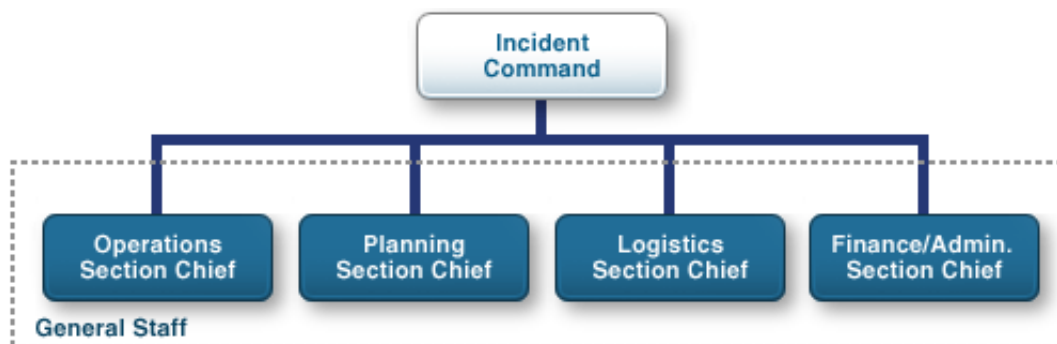 Incident
Command
Operations
Section Chief
Planning
Section Chief
Logistics
Section Chief
Finance/Admin.
Section Chief
General Staff